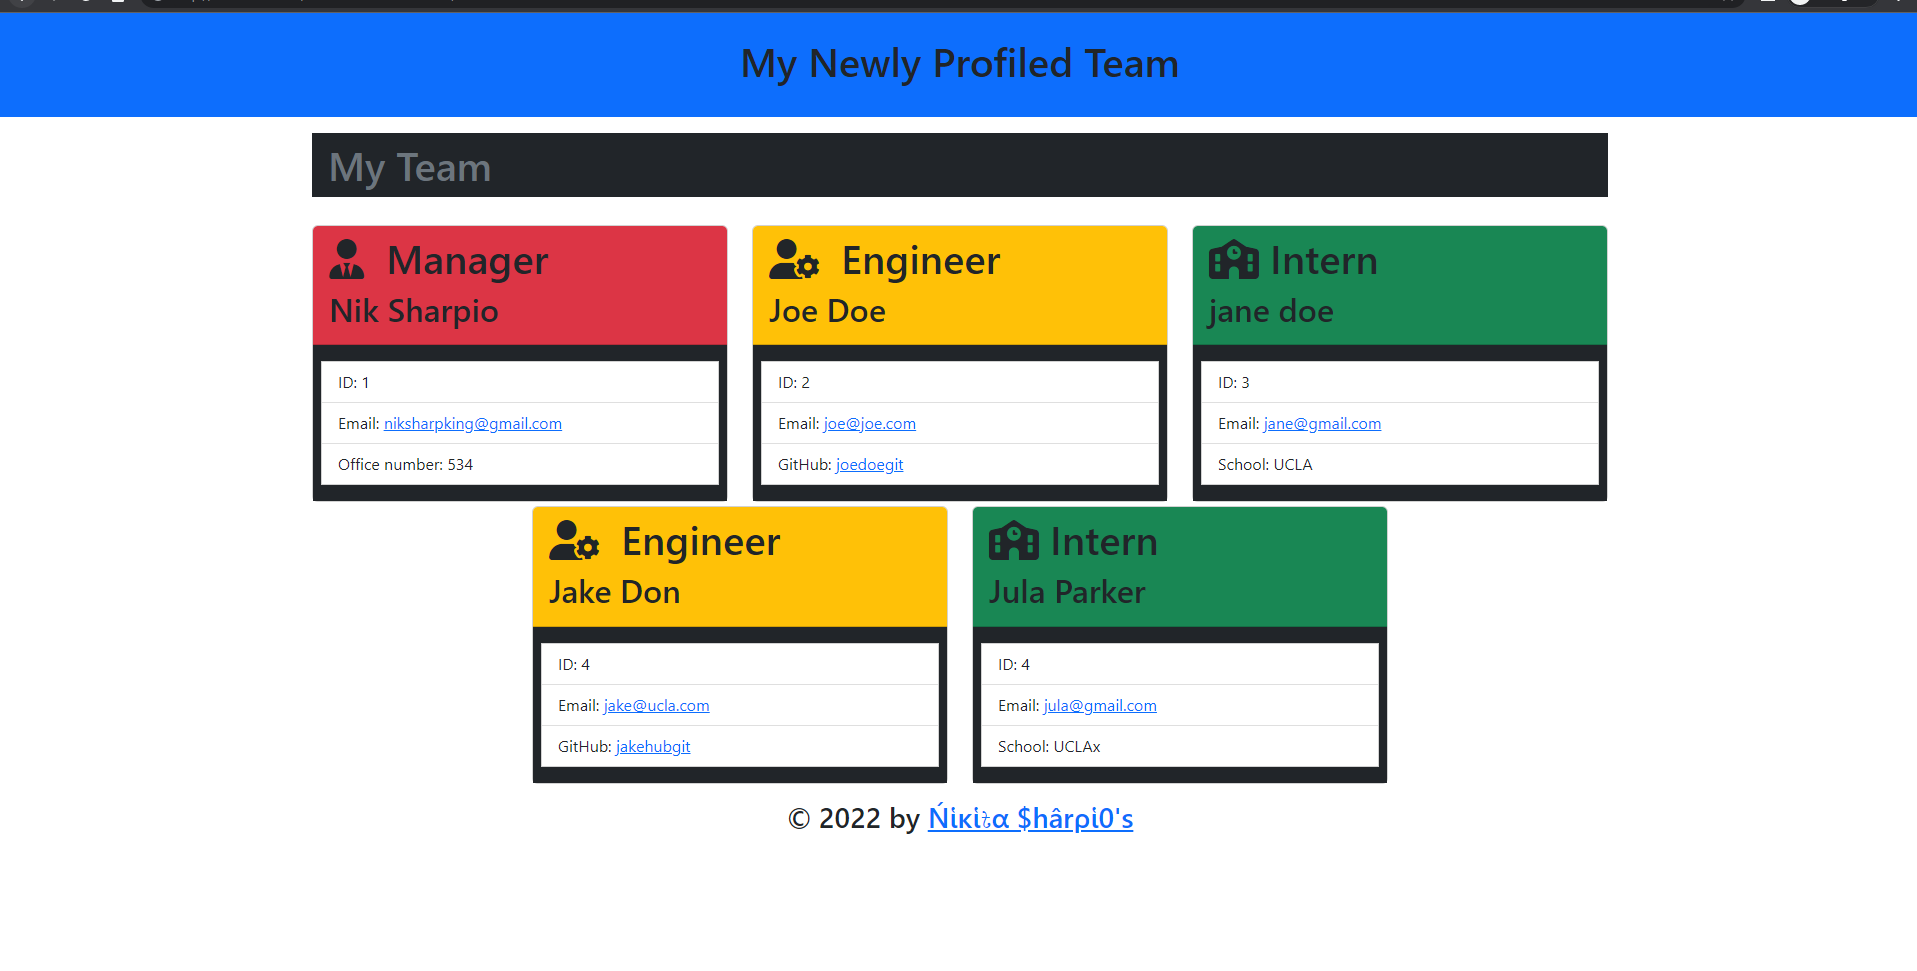 My Newly Profiled Team
My Team
Manager
Nik Sharpio
ID: 1
Email: niksharpking@gmail.com
Office number: 534
Engineer
Joe Doe
ID: 2
Email: joe@joe.com
GitHub: joedoegit
Intern
jane doe
ID: 3
Email: jane@gmail.com
School: UCLA
Engineer
Jake Don
ID: 4
Email: jake@ucla.com
GitHub: jakehubgit
Intern
Jula Parker
ID: 4
Email: jula@gmail.com
School: UCLAx
© 2022 by Ńἰκἰȶα $hârρἰ0's